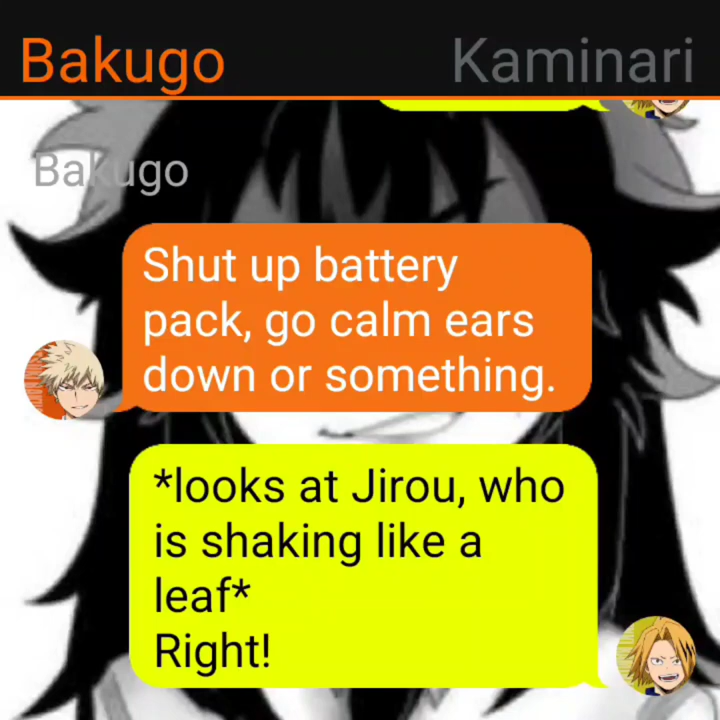 Bakugo Kaminari
Bakugo
Shut up battery
pack, go calm ears
down or something.
*looks at Jirou, who
is shaking like a
leaf*
Right!